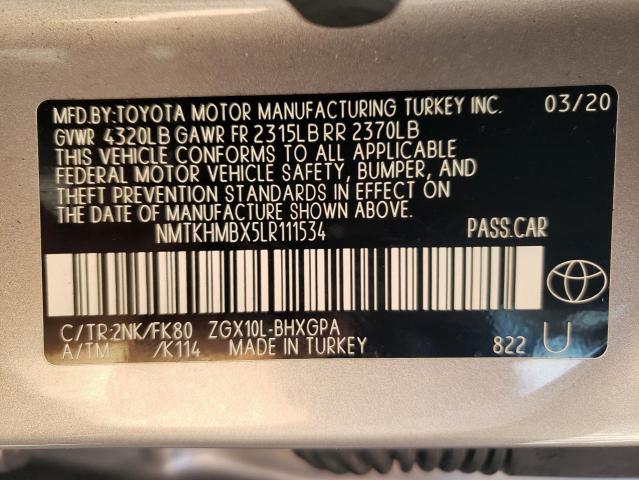 MFD.BY:TOYOTA MOTOR MANUFACTURING TURKEY INC. 03/20
GVWR 4320LB GAWR FR 2315LB RR 2370LB
THIS VEHICLE CONFORMS TO ALL APPLICABLE
FEDERAL MOTOR VEHICLE SAFETY, BUMPER, AND
THEFT PREVENTION STANDARDS IN EFFECT ON
THE DATE OF MANUFACTURE SHOWN ABOVE.
NMTKHMBX5LR111534 PASS.CAR
C/TR:2NK/FK80 ZGX10L-BHXGPA
A/TM /K114 MADE IN TURKEY 822 U